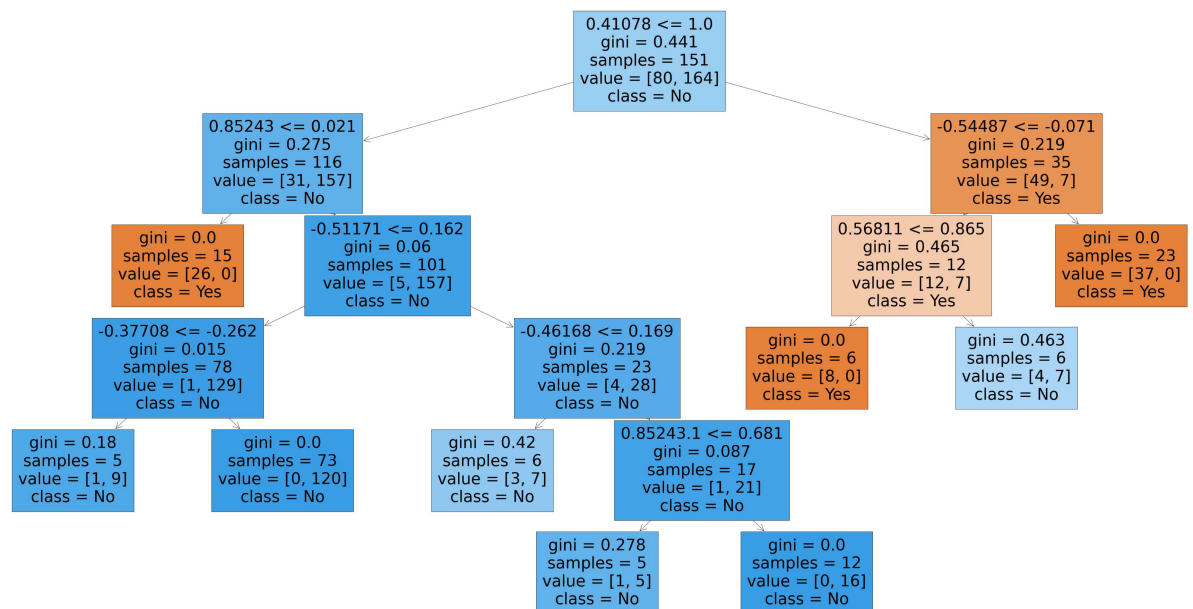 0.41078 <= 1.0
gini = 0.441
samples = 151
value = [80, 164]
class = No
0.85243 <= 0.021
gini = 0.275
samples = 116
value = [31, 157]
class = No
-0.54487 <= -0.071
gini = 0.219
samples = 35
value = [49, 7]
class = Yes
gini = 0.0
samples = 15
value = [26, 0]
class = Yes
-0.51171 <= 0.162
gini = 0.06
samples = 101
value = [5, 157]
class = No
0.56811 <= 0.865
gini = 0.465
samples = 12
value = [12, 7]
class = Yes
gini = 0.0
samples = 23
value = [37, 0]
class = Yes
-0.37708 <= -0.262
gini = 0.015
samples = 78
value = [1, 129]
class = No
-0.46168 <= 0.169
gini = 0.219
samples = 23
value = [4, 28]
class = No
gini = 0.0
samples = 6
value = [8, 0]
class = Yes
gini = 0.463
samples = 6
value = [4, 7]
class = No
gini = 0.18
samples = 5
value = [1, 9]
class = No
gini = 0.0
samples = 73
value = [0, 120]
class = No
gini = 0.42
samples = 6
value = [3, 7]
class = No
0.85243.1 <= 0.681
gini = 0.087
samples = 17
value = [1, 21]
class = No
gini = 0.278
samples = 5
value = [1, 5]
class = No
gini = 0.0
samples = 12
value = [0, 16]
class = No